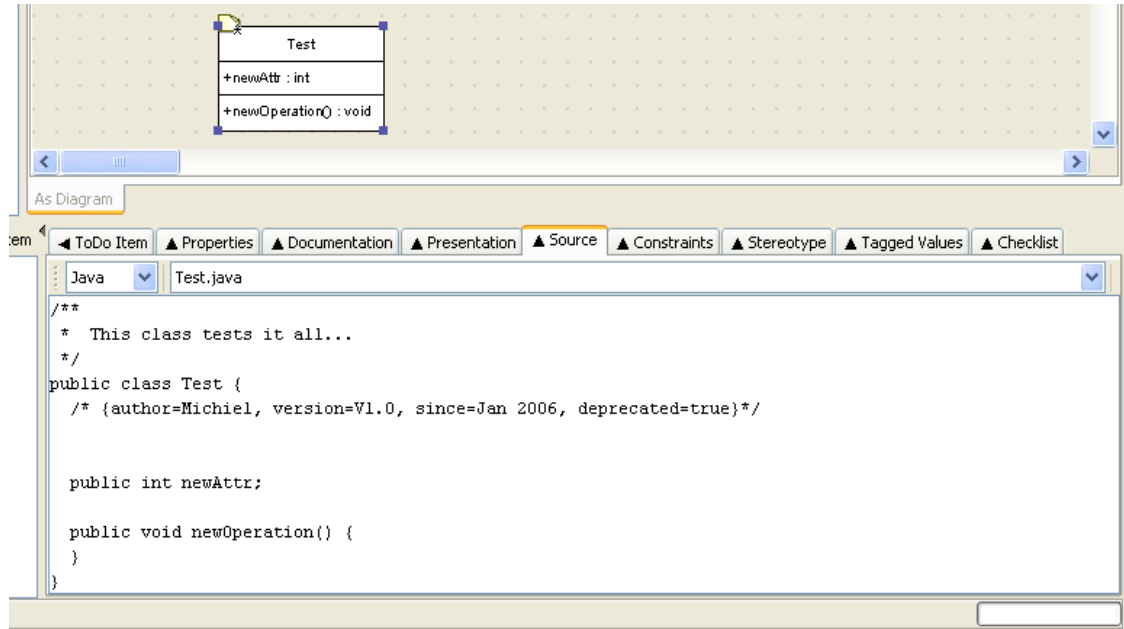 Test
+newAttr : int
+newOperation() : void
As Diagram
ToDo Item Properties Documentation Presentation Source Constraints Stereotype Tagged Values Checklist
Java Test.java
/**
*  This class tests it all...
*/
public class Test {
/* {author=Michiel, version=V1.0, since=Jan 2006, deprecated=true}*/
public int newAttr;
public void newOperation() {
}
}